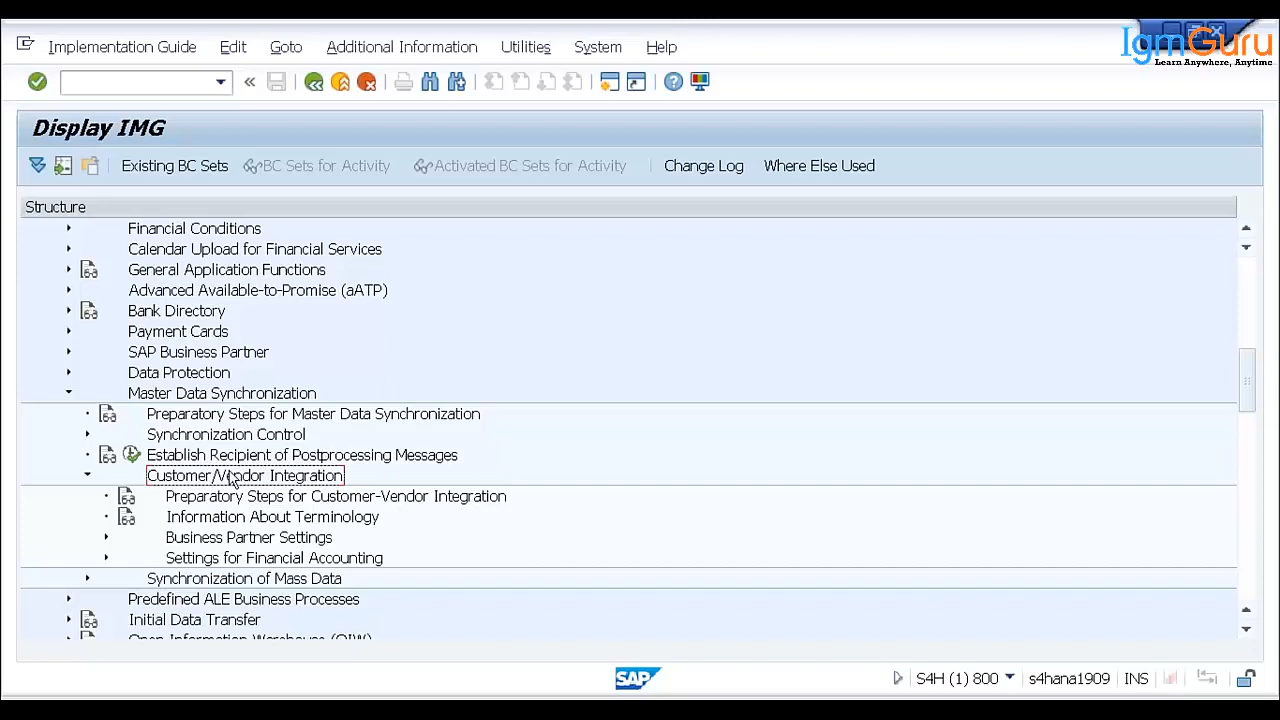 Implementation Guide Edit Goto Additional Information Utilities System Help
IgmGuru
Learn Anywhere, Anytime
Display IMG
Existing BC Sets BC Sets for Activity Activated BC Sets for Activity Change Log Where Else Used
Structure
Financial Conditions
Calendar Upload for Financial Services
General Application Functions
Advanced Available-to-Promise (aATP)
Bank Directory
Payment Cards
SAP Business Partner
Data Protection
Master Data Synchronization
Preparatory Steps for Master Data Synchronization
Synchronization Control
Establish Recipient of Postprocessing Messages
Customer/Vendor Integration
Preparatory Steps for Customer-Vendor Integration
Information About Terminology
Business Partner Settings
Settings for Financial Accounting
Synchronization of Mass Data
Predefined ALE Business Processes
Initial Data Transfer
Open Information Warehouse (OIW)
SAP S4H (1) 800 s4hana1909 INS